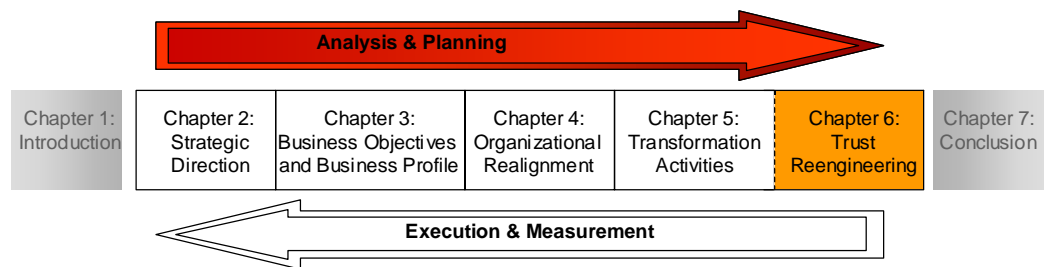 Analysis & Planning
Chapter 1:
Introduction
Chapter 2:
Strategic
Direction
Chapter 3:
Business Objectives
and Business Profile
Chapter 4:
Organizational
Realignment
Chapter 5:
Transformation
Activities
Chapter 6:
Trust
Reengineering
Chapter 7:
Conclusion
Execution & Measurement